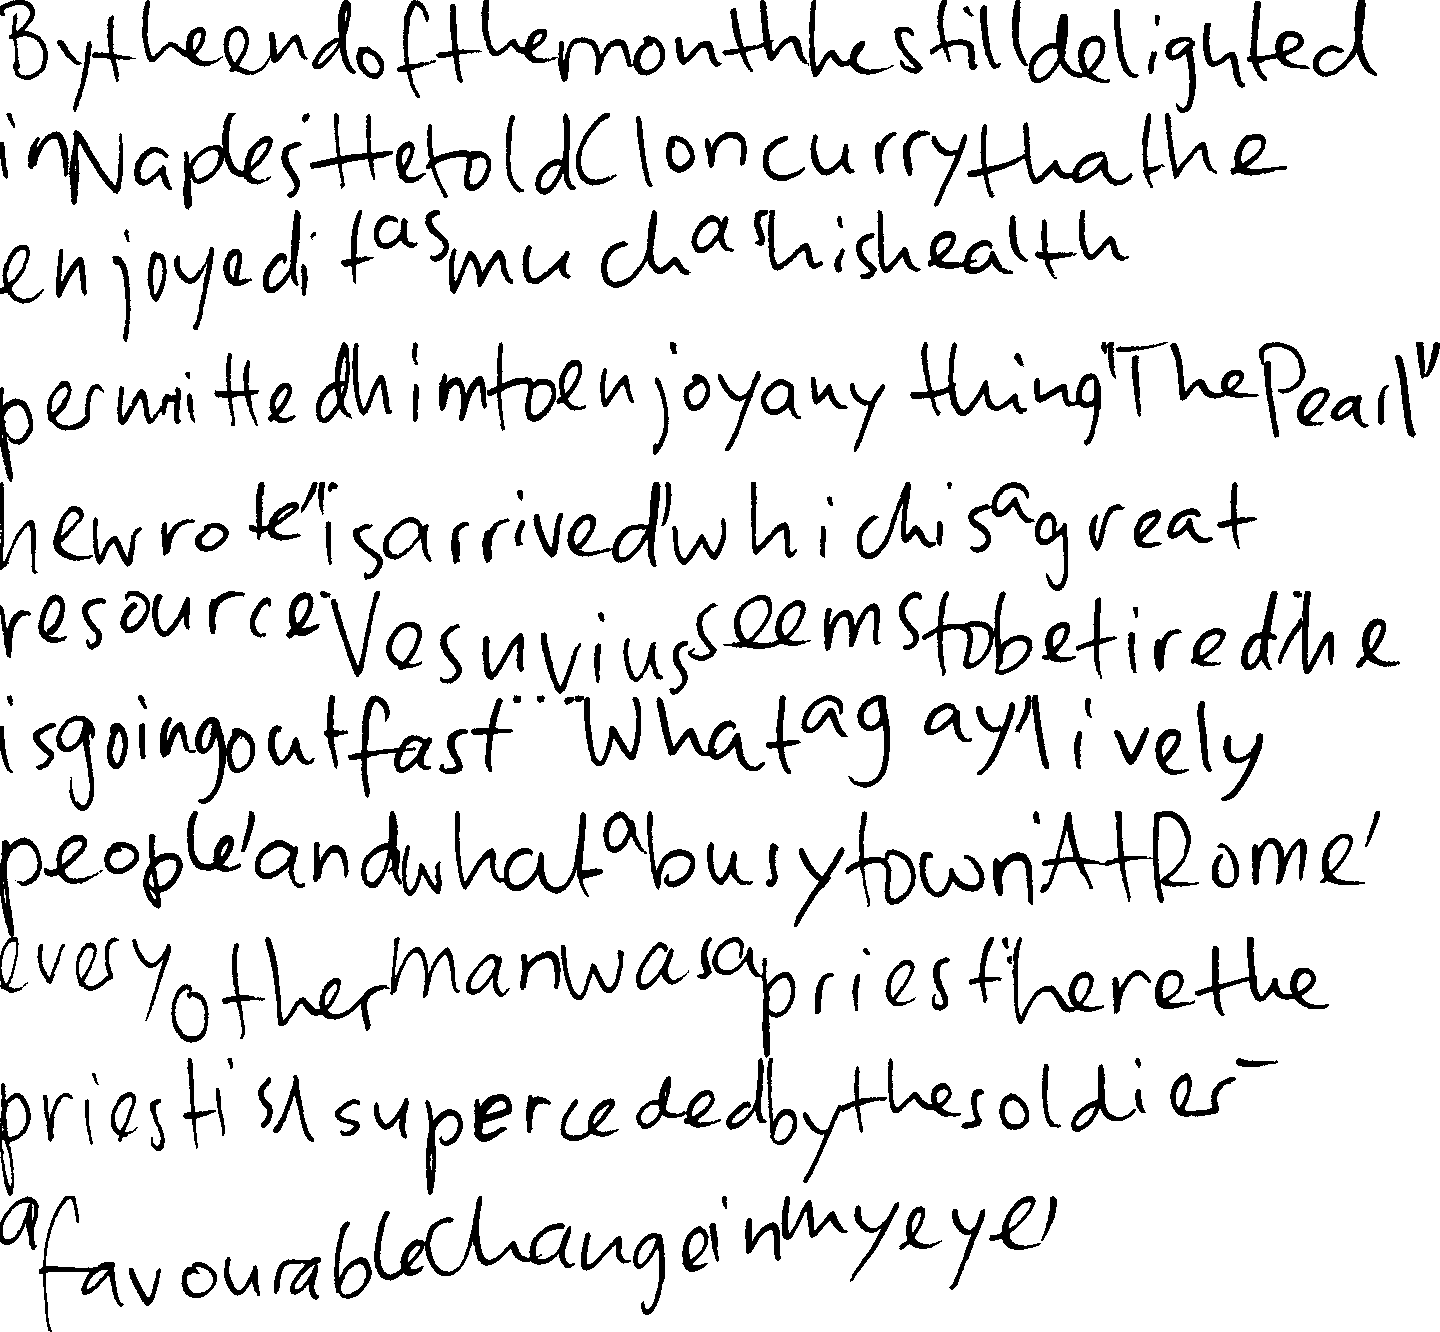 By the end of the month he still delighted
in Naples. He told Cloncurry that he
enjoyed it as much as his health
permitted him to enjoy anything. "The Pearl"
he wrote "is arrived" which is a great
resource. Vesuvius seems to be tired; he
is going out fast ... What a gay, lively
people, and what a busy town. At Rome,
every other man was a priest; here the
priest is superceded by the soldier -
a favourable change in my eye,